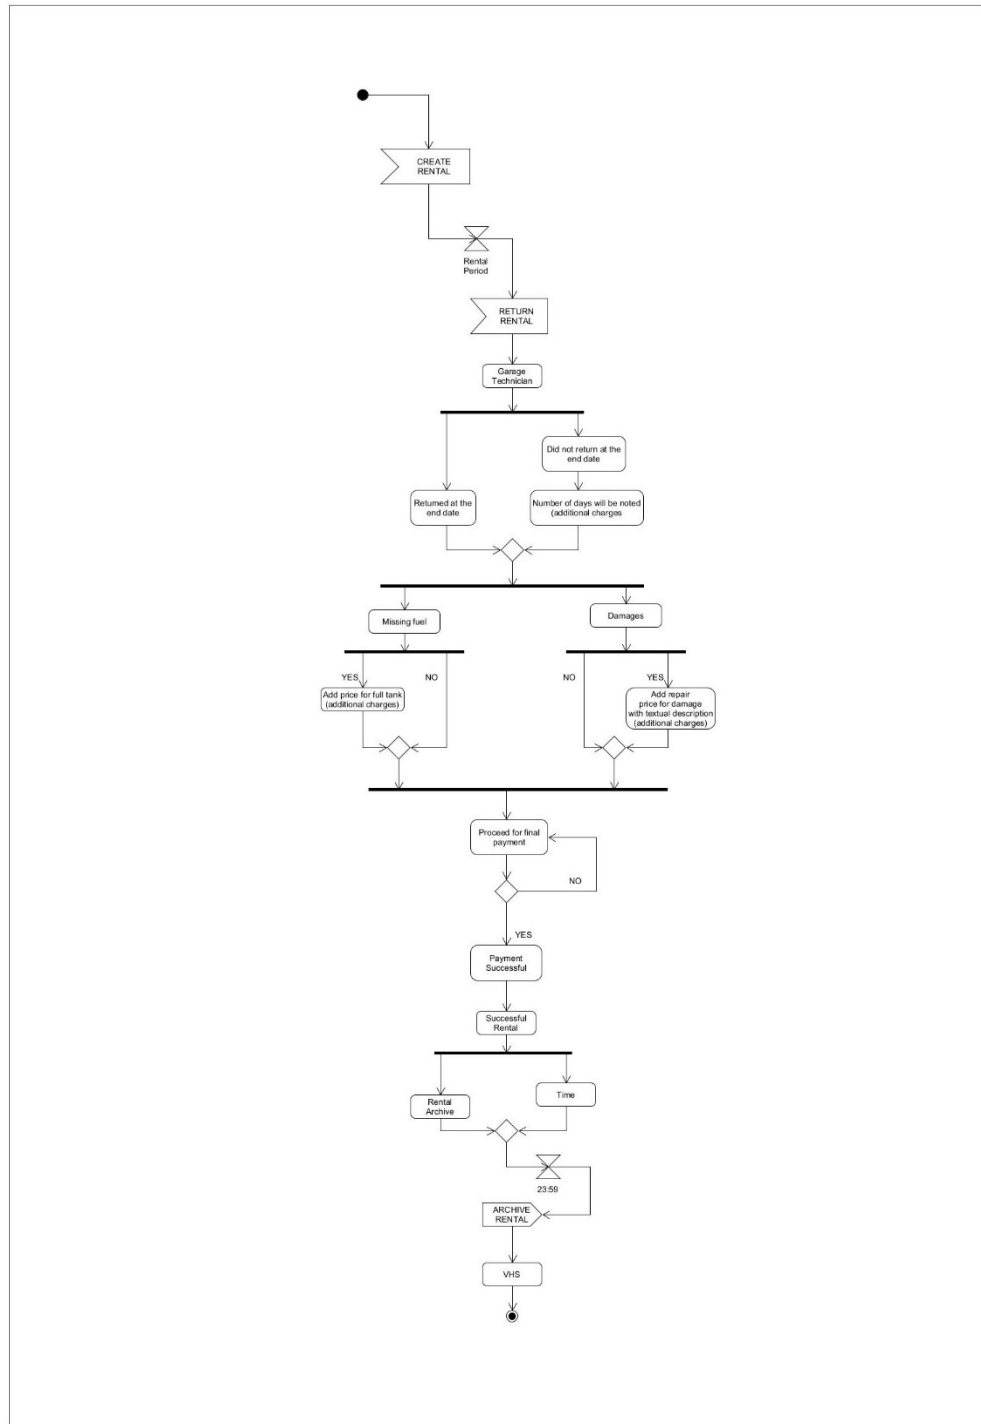 CREATE
RENTAL
Rental
Period
RETURN
RENTAL
Garage
Technician
Did not return at the
end date
Returned at the
end date
Number of days will be noted
(additional charges
Missing fuel
Damages
YES
NO
NO
YES
Add price for full tank
(additional charges)
Add repair
price for damage
with textual description
(additional charges)
Proceed for final
payment
NO
YES
Payment
Successful
Successful
Rental
Rental
Archive
Time
23:59
ARCHIVE
RENTAL
VHS